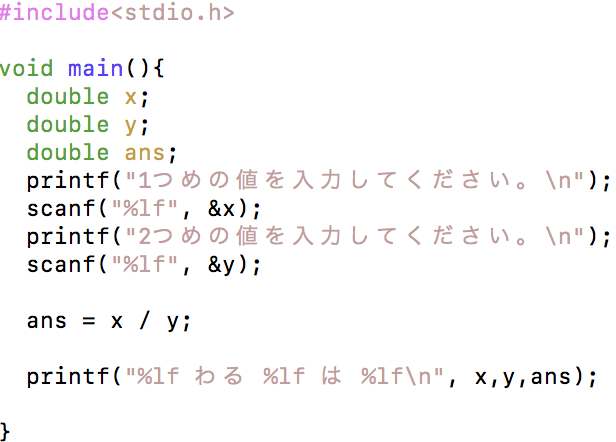 #include<stdio.h>
void main(){
double x;
double y;
double ans;
printf("1つめの値を入力してください。\n");
scanf("%lf", &x);
printf("2つめの値を入力してください。\n");
scanf("%lf", &y);
ans = x / y;
printf("%lf わる %lf は %lf\n", x,y,ans);
}